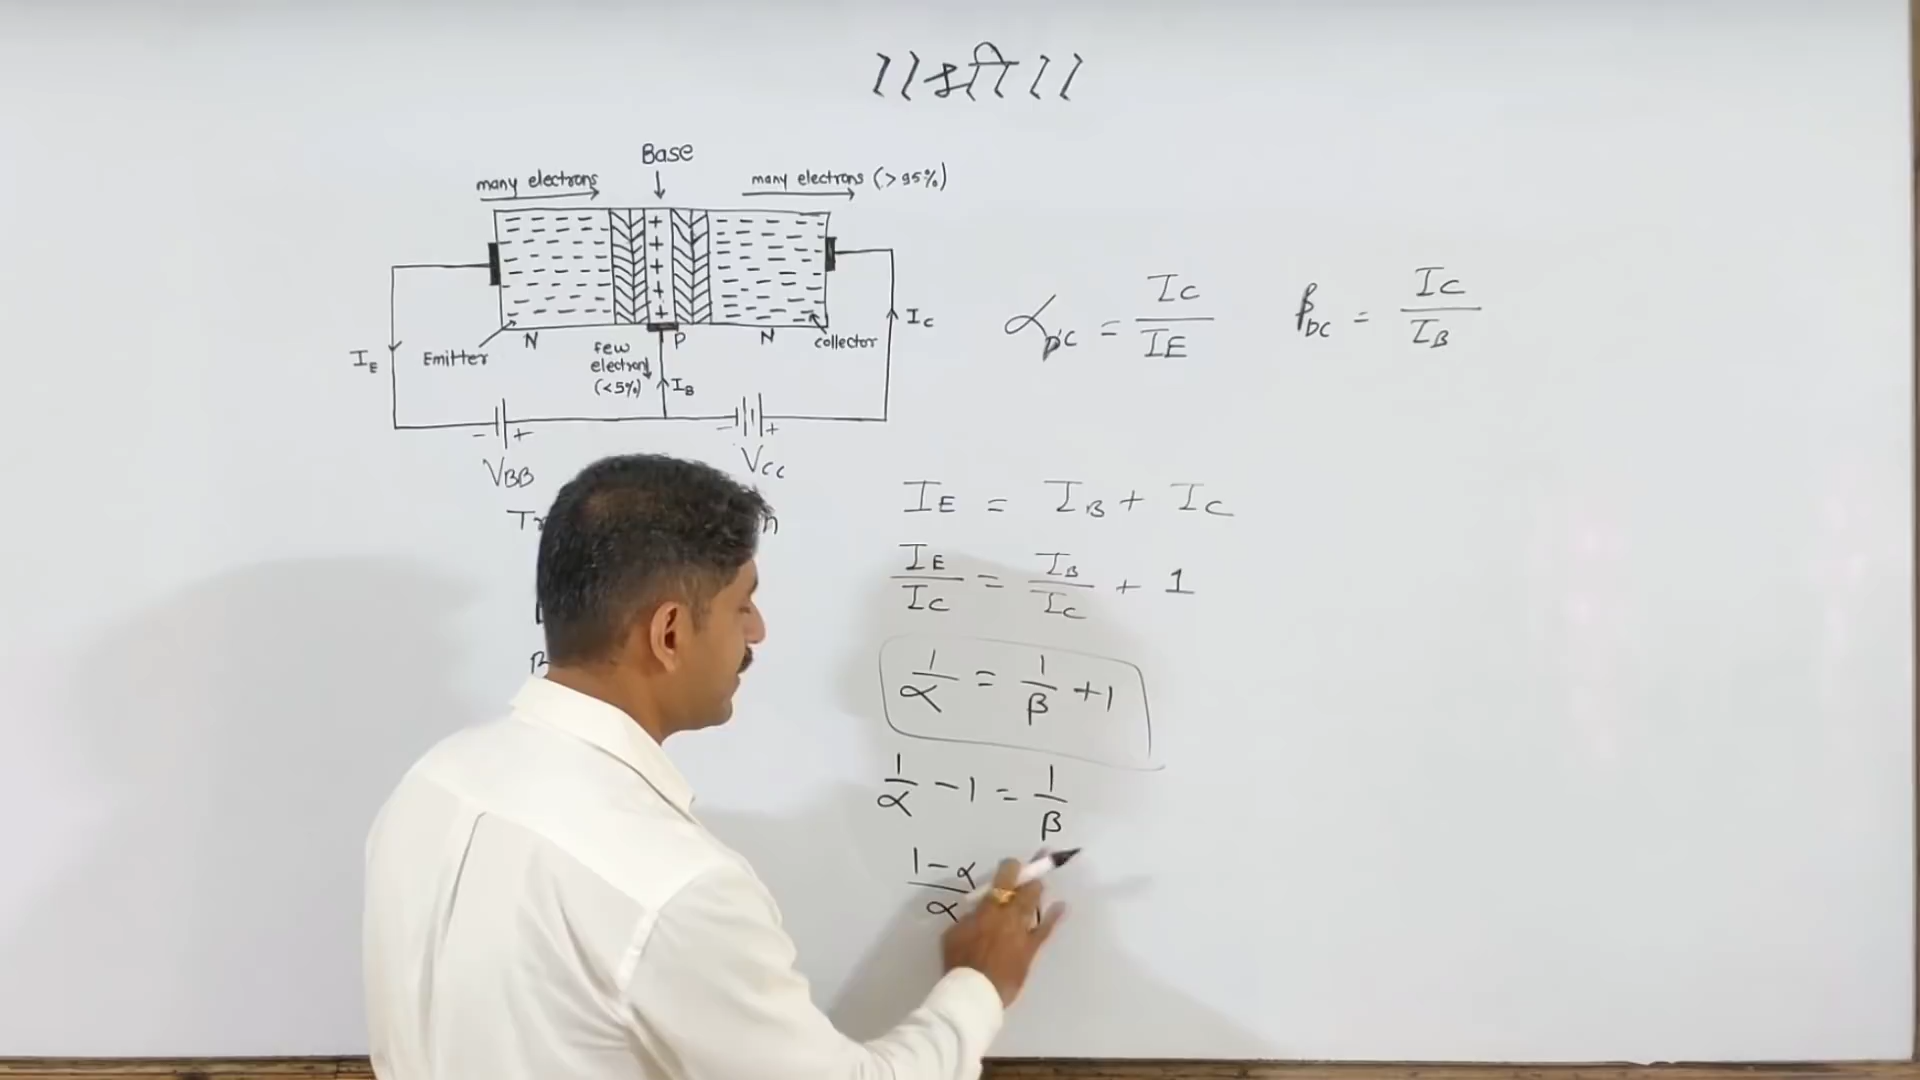 ।।श्री।।
Base
many electrons
many electrons (>95%)
+
+
+
+
+
N
P
N
Emitter
collector
few
electrons
(<5%)
I_E
I_B
I_C
- +
- +
V_BB
V_CC
α_DC = I_C / I_E
β_DC = I_C / I_B
I_E = I_B + I_C
I_E / I_C = I_B / I_C + 1
1/α = 1/β + 1
1/α - 1 = 1/β
1-α / α